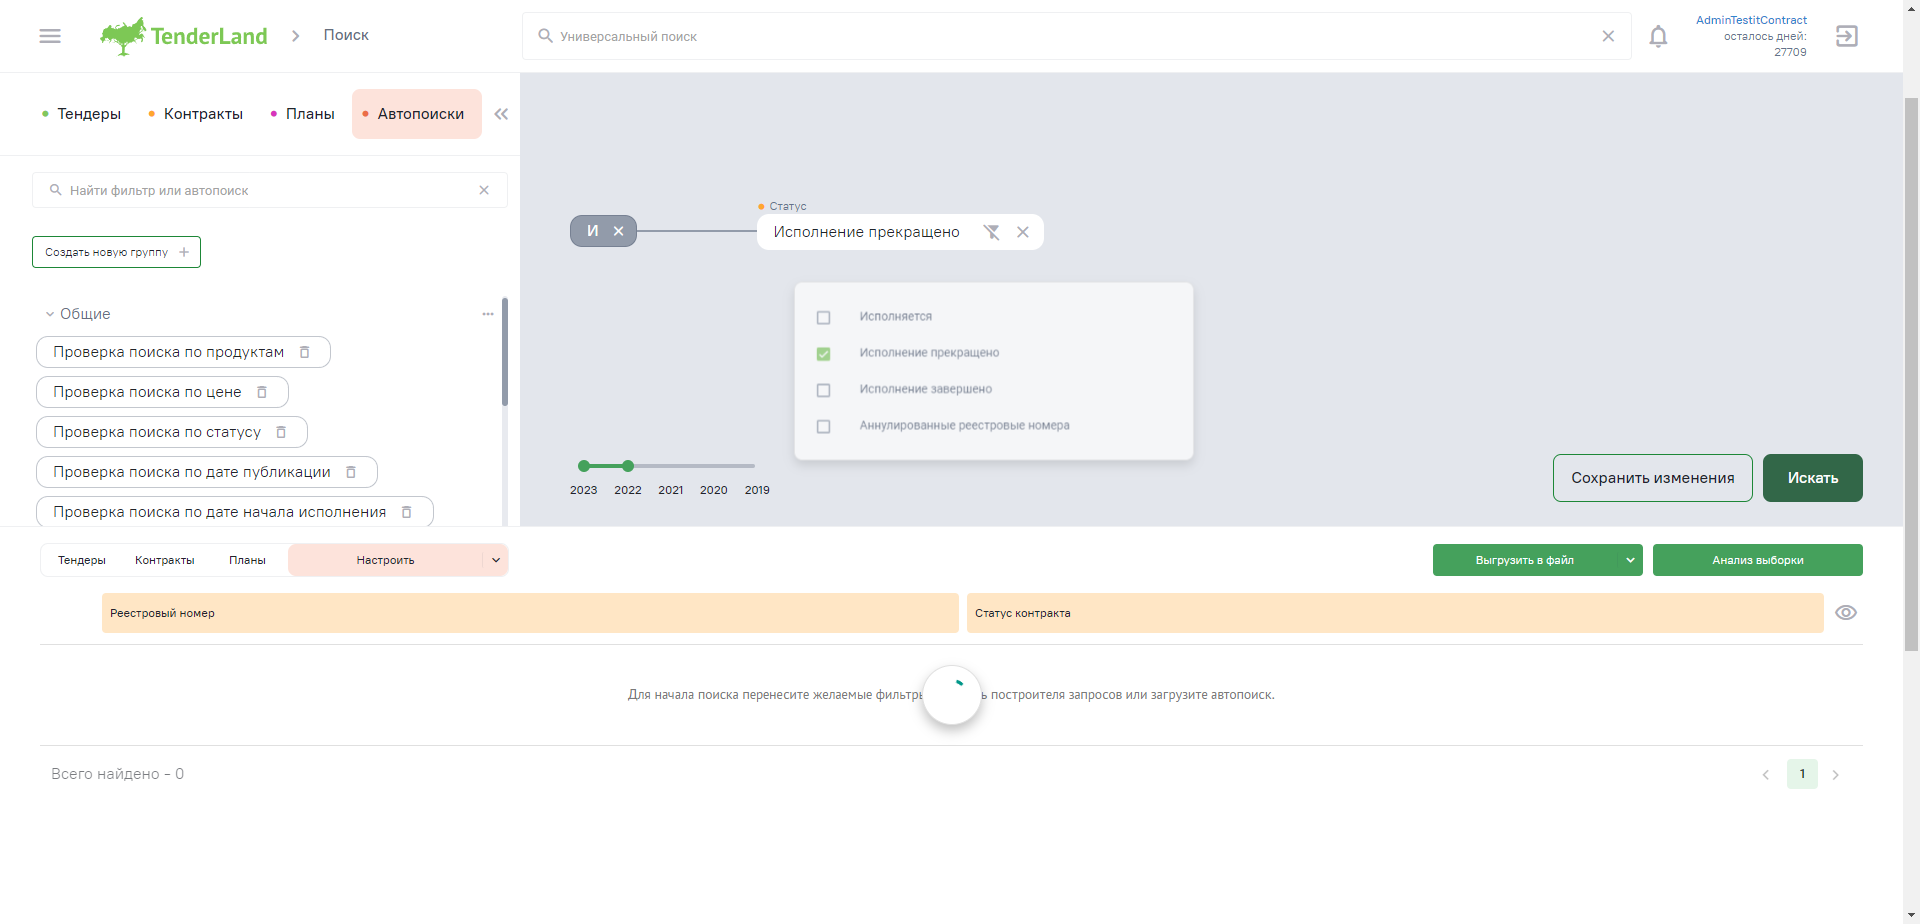 TenderLand
Поиск
Универсальный поиск
AdminTestitContract
осталось дней:
27709
Тендеры
Контракты
Планы
Автопоиски
Найти фильтр или автопоиск
Создать новую группу
Общие
Проверка поиска по продуктам
Проверка поиска по цене
Проверка поиска по статусу
Проверка поиска по дате публикации
Проверка поиска по дате начала исполнения
Статус
И
Исполнение прекращено
Исполняется
Исполнение прекращено
Исполнение завершено
Аннулированные реестровые номера
2023 2022 2021 2020 2019
Сохранить изменения
Искать
Тендеры
Контракты
Планы
Настроить
Выгрузить в файл
Анализ выборки
Реестровый номер
Статус контракта
Для начала поиска перенесите желаемые построителя запросов или загрузите автопоиск.
Всего найдено - 0
1